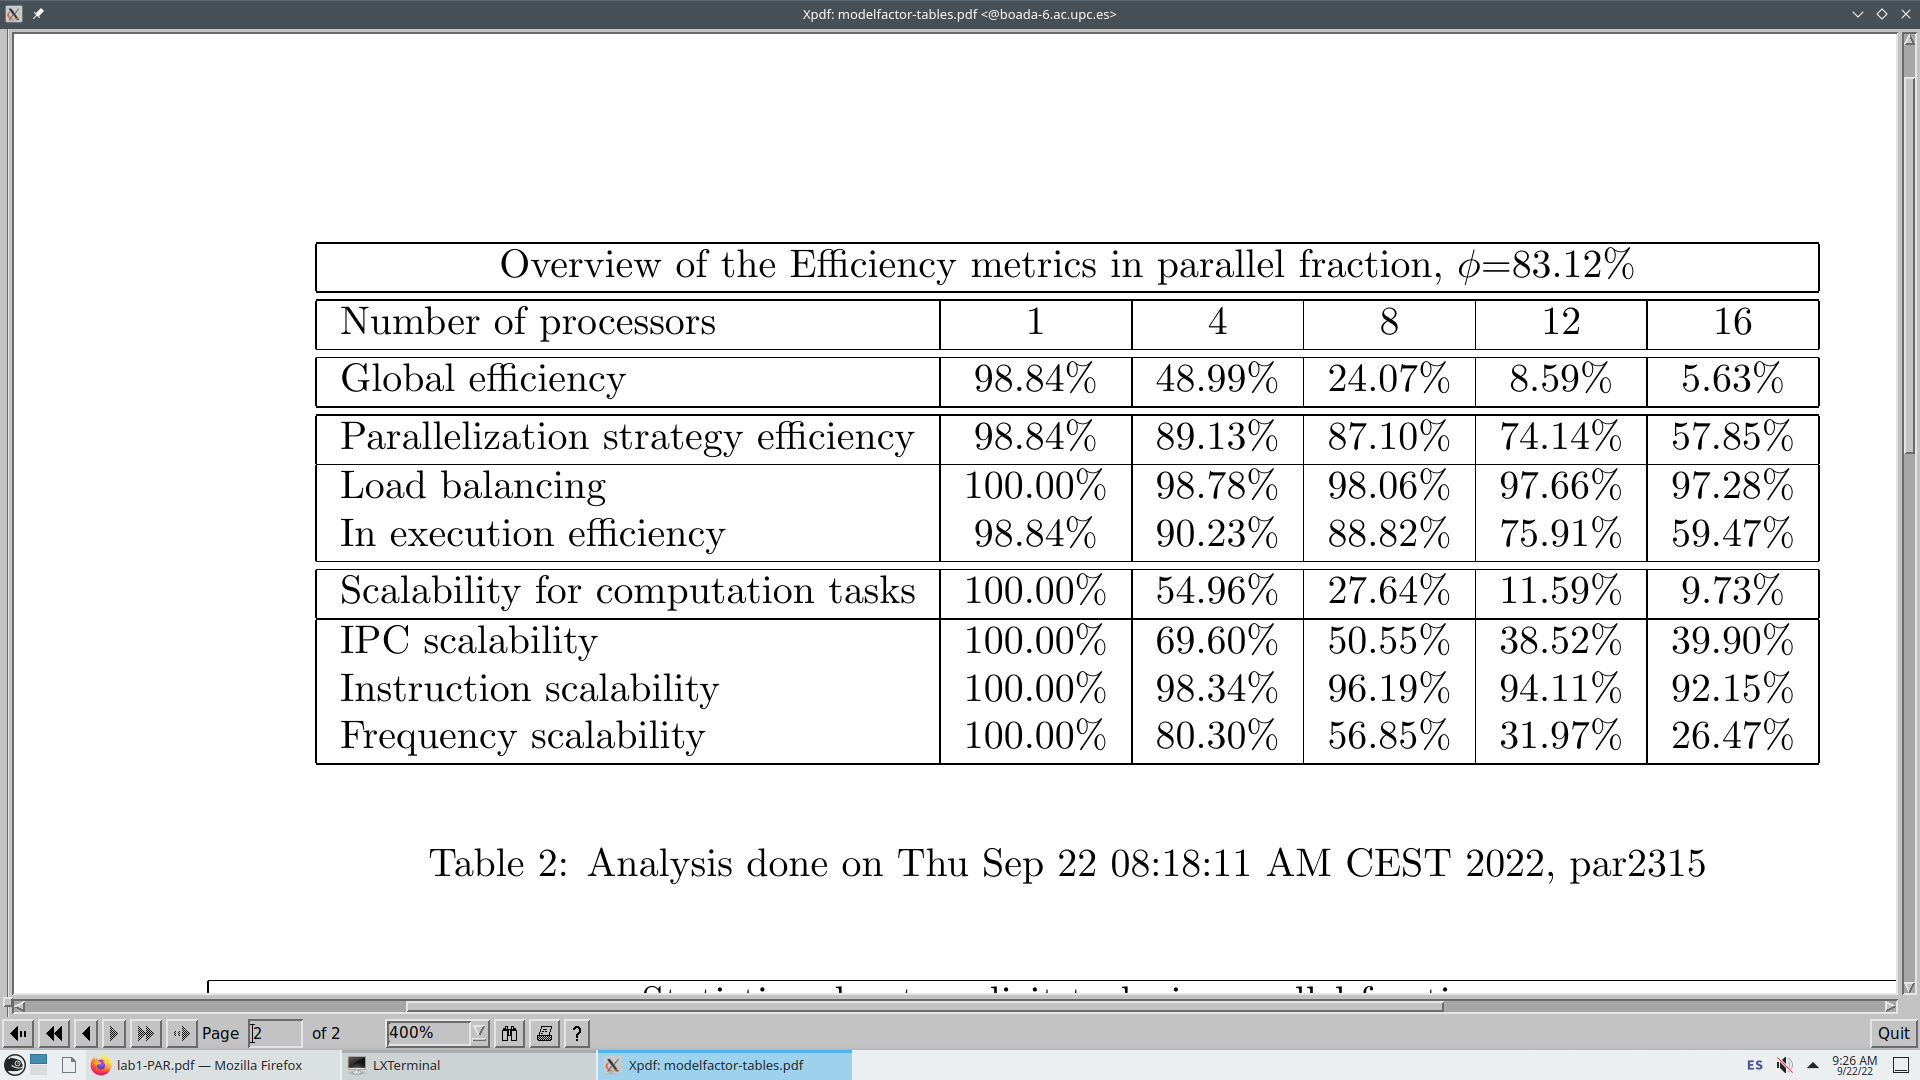 Xpdf: modelfactor-tables.pdf <@boada-6.ac.upc.es>
Overview of the Efficiency metrics in parallel fraction, ϕ=83.12%
Number of processors 1 4 8 12 16
Global efficiency 98.84% 48.99% 24.07% 8.59% 5.63%
Parallelization strategy efficiency 98.84% 89.13% 87.10% 74.14% 57.85%
Load balancing 100.00% 98.78% 98.06% 97.66% 97.28%
In execution efficiency 98.84% 90.23% 88.82% 75.91% 59.47%
Scalability for computation tasks 100.00% 54.96% 27.64% 11.59% 9.73%
IPC scalability 100.00% 69.60% 50.55% 38.52% 39.90%
Instruction scalability 100.00% 98.34% 96.19% 94.11% 92.15%
Frequency scalability 100.00% 80.30% 56.85% 31.97% 26.47%
Table 2: Analysis done on Thu Sep 22 08:18:11 AM CEST 2022, par2315
Page 2 of 2 400% ? Quit
lab1-PAR.pdf — Mozilla Firefox LXTerminal Xpdf: modelfactor-tables.pdf ES 9:26 AM
9/22/22